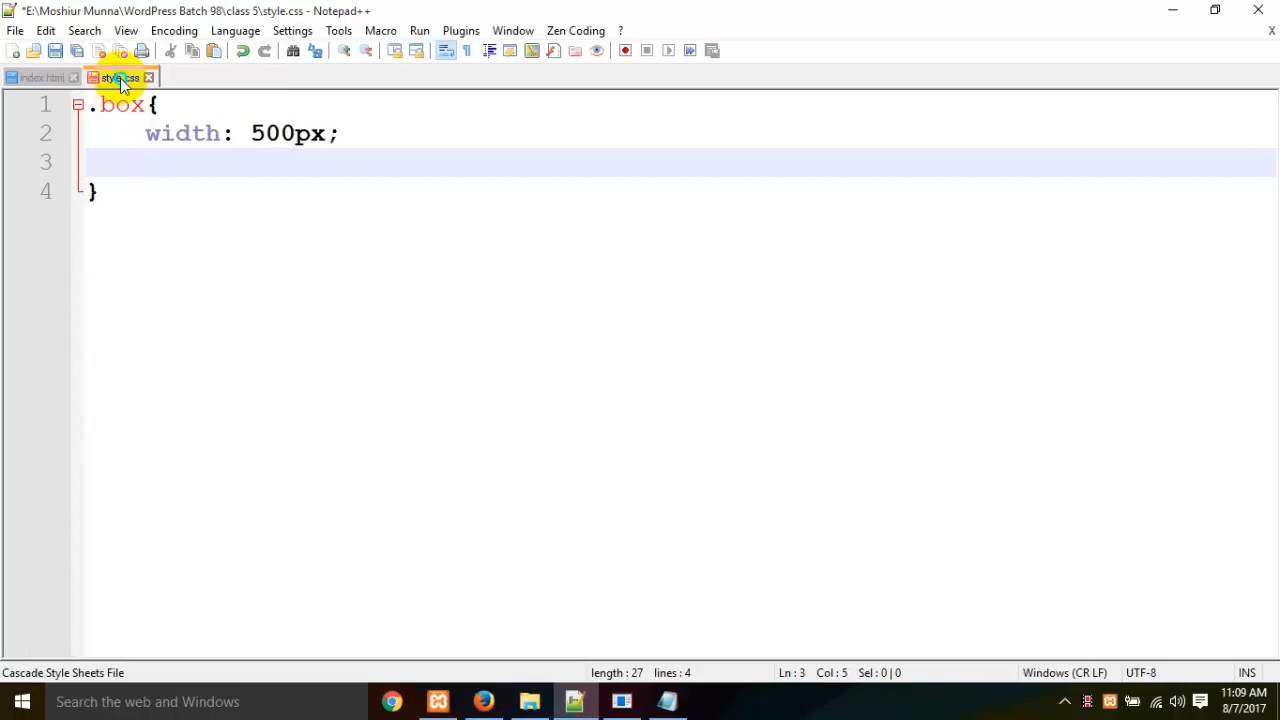 *E:\Moshiur Munna\WordPress Batch 98\class 5\style.css - Notepad++
File Edit Search View Encoding Language Settings Tools Macro Run Plugins Window Zen Coding ? X
index.html style.css
1 .box{
2 width: 500px;
3
4 }
Cascade Style Sheets File length : 27 lines : 4 Ln : 3 Col : 5 Sel : 0 | 0 Windows (CR LF) UTF-8 INS
Search the web and Windows
11:09 AM
8/7/2017